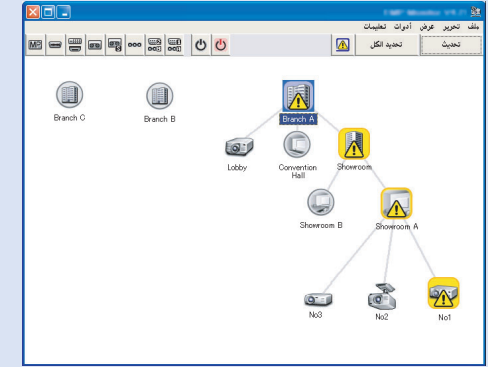 ملف تحرير عرض أدوات تعليمات
تحديث
تحديد الكل
MP
Branch C
Branch B
Branch A
Lobby
Convention
Hall
Showroom
Showroom B
Showroom A
No3
No2
No1